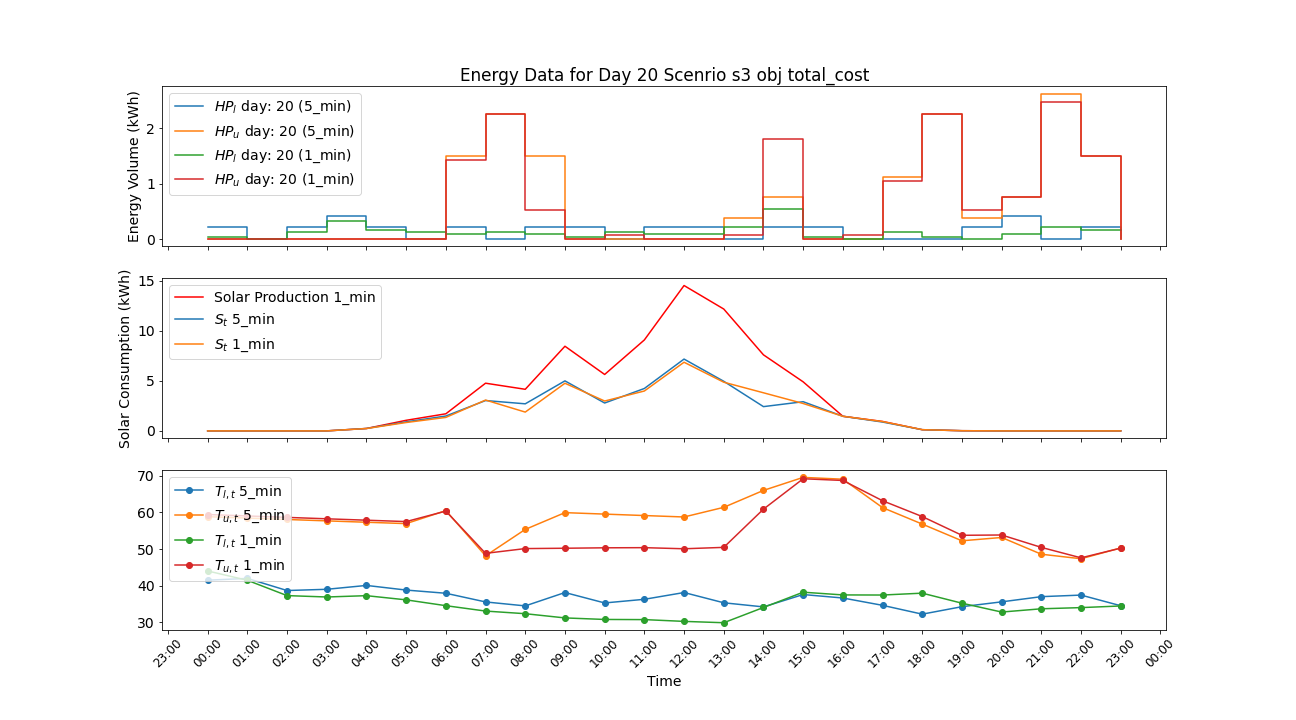 Energy Data for Day 20 Scenrio s3 obj total_cost
Energy Volume (kWh)
2
1
0
HP_l day: 20 (5_min)
HP_u day: 20 (5_min)
HP_l day: 20 (1_min)
HP_u day: 20 (1_min)
Solar Consumption (kWh)
15
10
5
0
Solar Production 1_min
S_t 5_min
S_t 1_min
70
60
50
40
30
T_{l,t} 5_min
T_{u,t} 5_min
T_{l,t} 1_min
T_{u,t} 1_min
23:00 00:00 01:00 02:00 03:00 04:00 05:00 06:00 07:00 08:00 09:00 10:00 11:00 12:00 13:00 14:00 15:00 16:00 17:00 18:00 19:00 20:00 21:00 22:00 23:00 00:00
Time